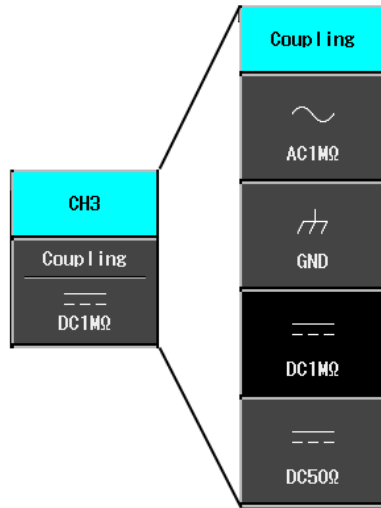 CH3
Coupling
DC1MΩ
Coupling
AC1MΩ
GND
DC1MΩ
DC50Ω